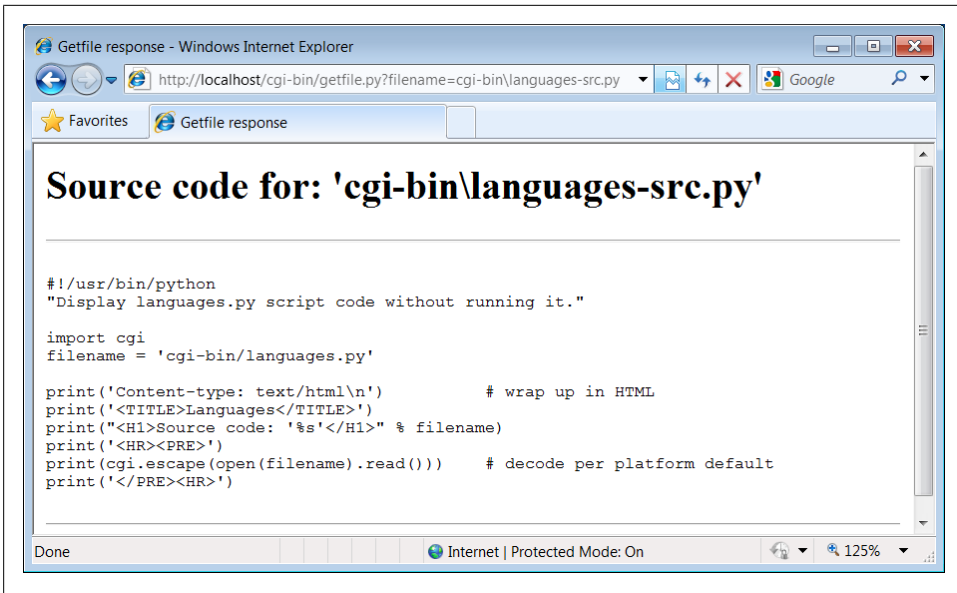 Getfile response - Windows Internet Explorer
http://localhost/cgi-bin/getfile.py?filename=cgi-bin\languages-src.py
Google
Favorites
Getfile response
Source code for: 'cgi-bin\languages-src.py'
#!/usr/bin/python
"Display languages.py script code without running it."
import cgi
filename = 'cgi-bin/languages.py'
print('Content-type: text/html\n')           # wrap up in HTML
print('<TITLE>Languages</TITLE>')
print("<H1>Source code: '%s'</H1>" % filename)
print('<HR><PRE>')
print(cgi.escape(open(filename).read()))    # decode per platform default
print('</PRE><HR>')
Done
Internet | Protected Mode: On
125%